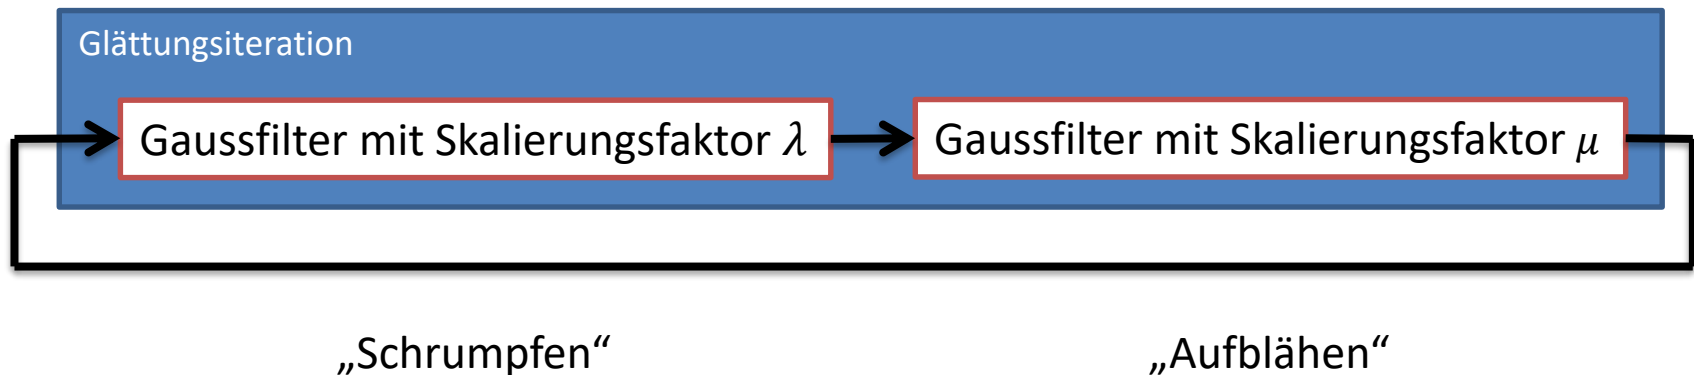 Glättungsiteration
Gaussfilter mit Skalierungsfaktor λ
Gaussfilter mit Skalierungsfaktor μ
„Schrumpfen“
„Aufblähen“